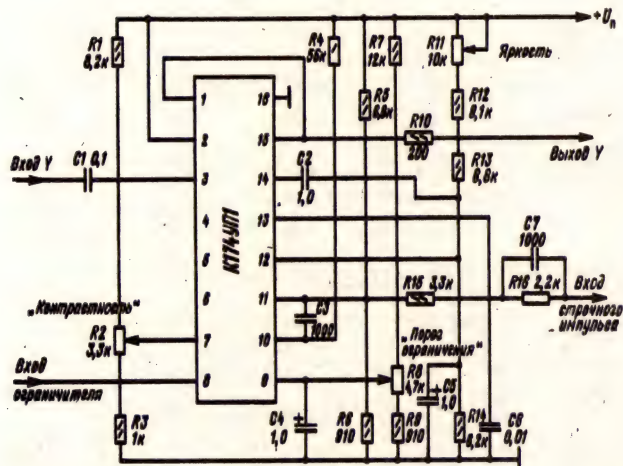 +Uп
R1
8,2к
R4
56к
R7
12к
R11
10к
Яркость
R5
6,8к
R12
8,1к
1
16
2
15
R10
200
Выход Y
Вход Y
C1 0,1
3
14
C2
1,0
R13
6,8к
4
13
К174УП1
5
12
C7
1000
6
11
R15 3,3к
R16 2,2к
Вход
строчного
импульса
„Контрастность"
R2
3,3к
7
10
C3
1000
„Порог
ограничения"
Вход
ограничителя
8
9
R8
4,7к
C5
1,0
R3
1к
C4
1,0
R6
910
R9
910
R14
8,2к
C6
0,01